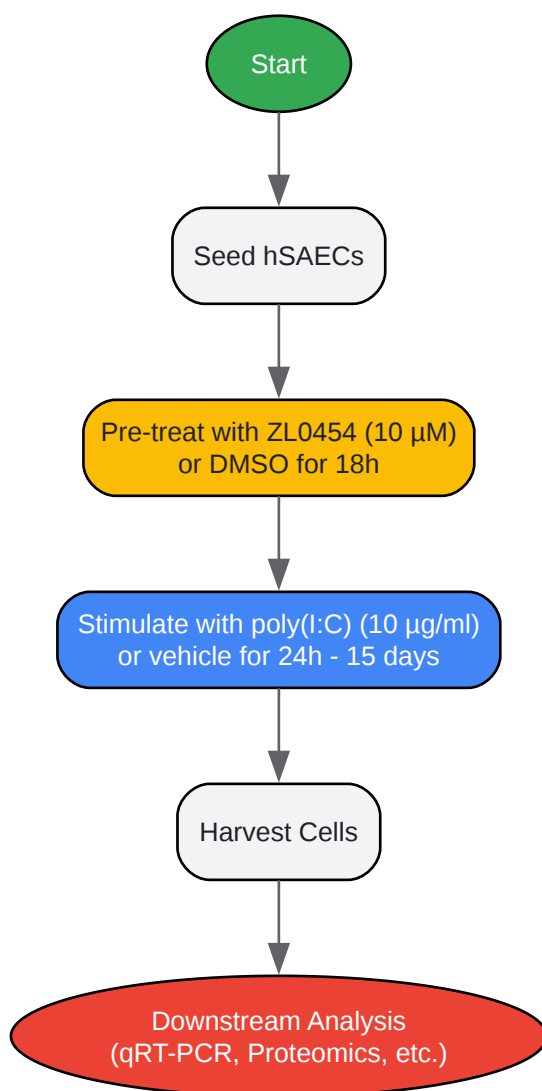 Start
Seed hSAECs
Pre-treat with ZL0454 (10 µM)
or DMSO for 18h
Stimulate with poly(I:C) (10 µg/ml)
or vehicle for 24h - 15 days
Harvest Cells
Downstream Analysis
(qRT-PCR, Proteomics, etc.)